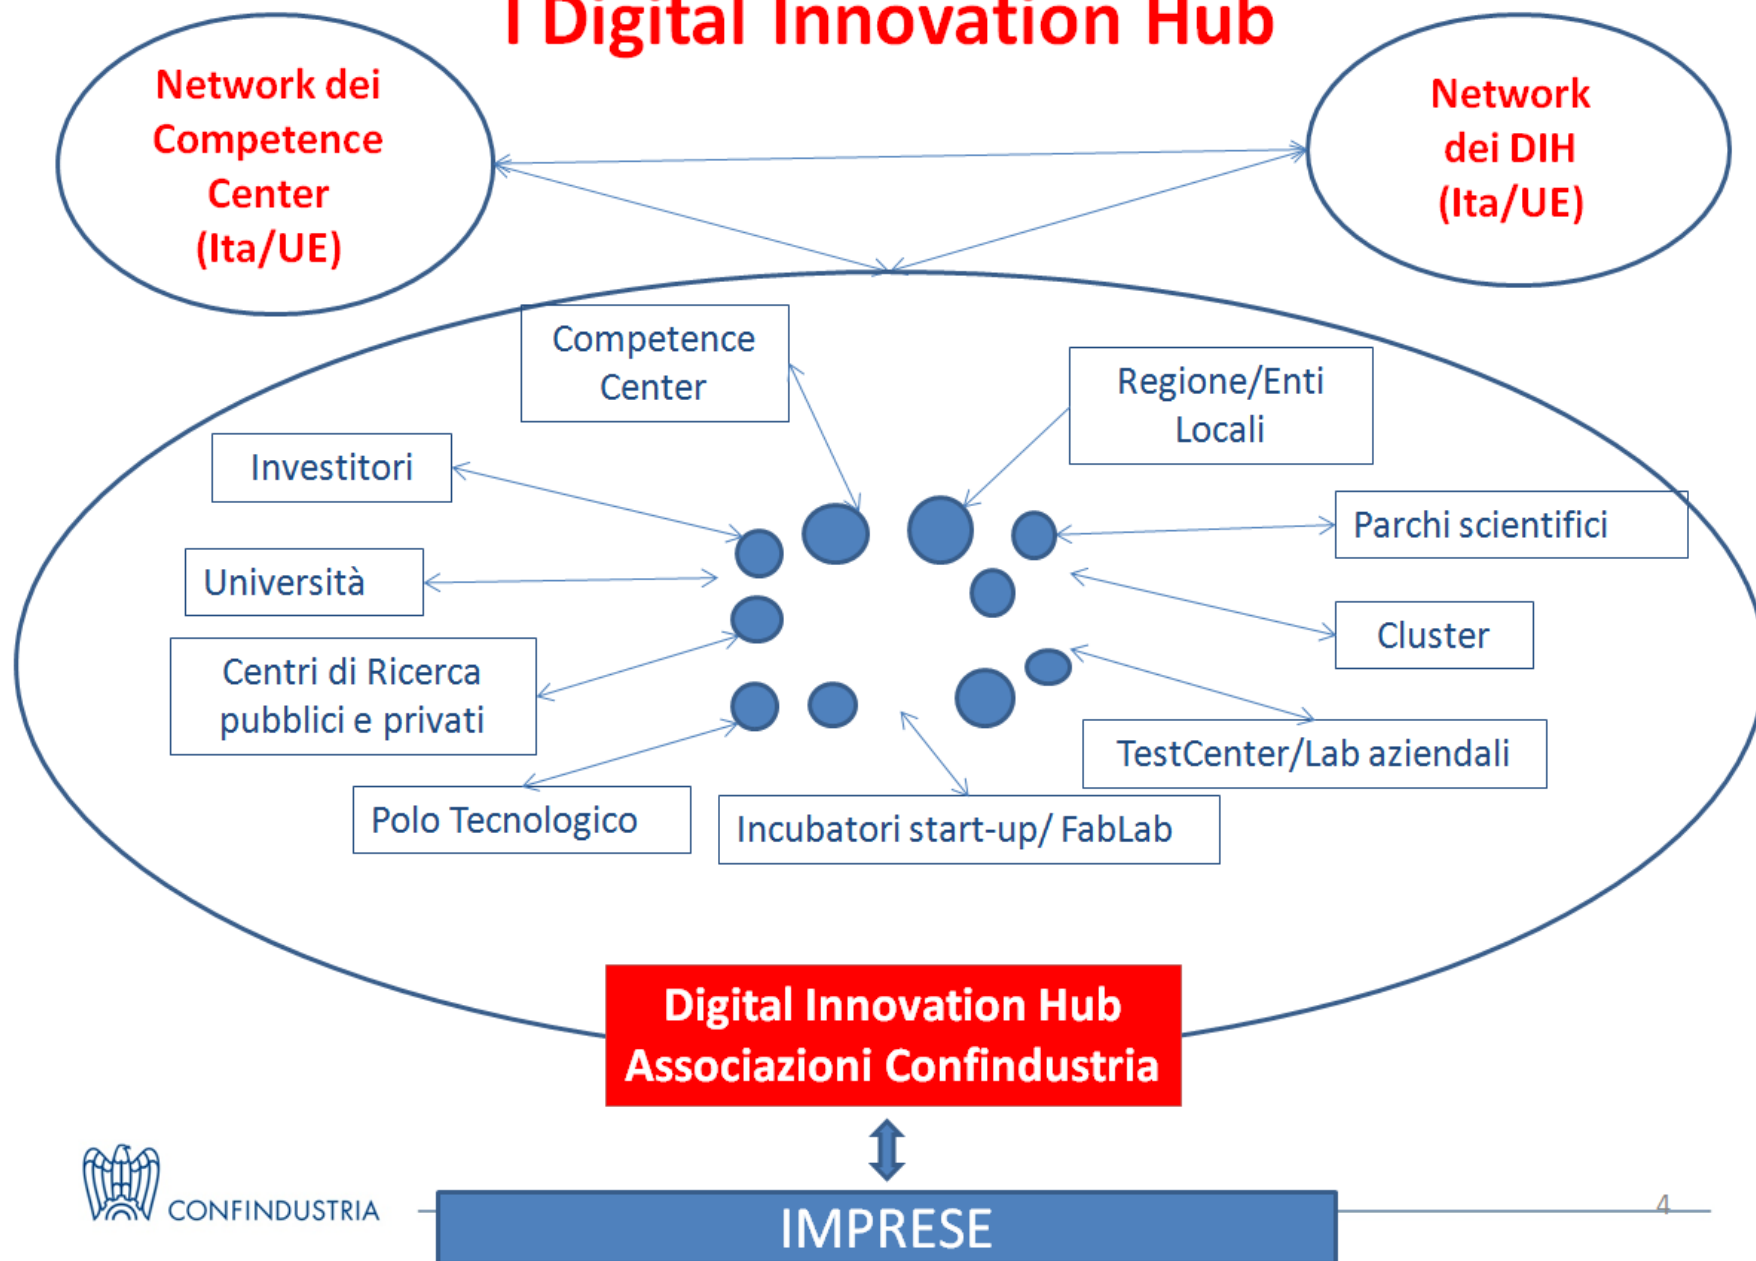 I Digital Innovation Hub
Network dei
Competence
Center
(Ita/UE)
Network
dei DIH
(Ita/UE)
Competence
Center
Regione/Enti
Locali
Investitori
Parchi scientifici
Università
Cluster
Centri di Ricerca
pubblici e privati
TestCenter/Lab aziendali
Polo Tecnologico
Incubatori start-up/ FabLab
Digital Innovation Hub
Associazioni Confindustria
CONFINDUSTRIA
4
IMPRESE